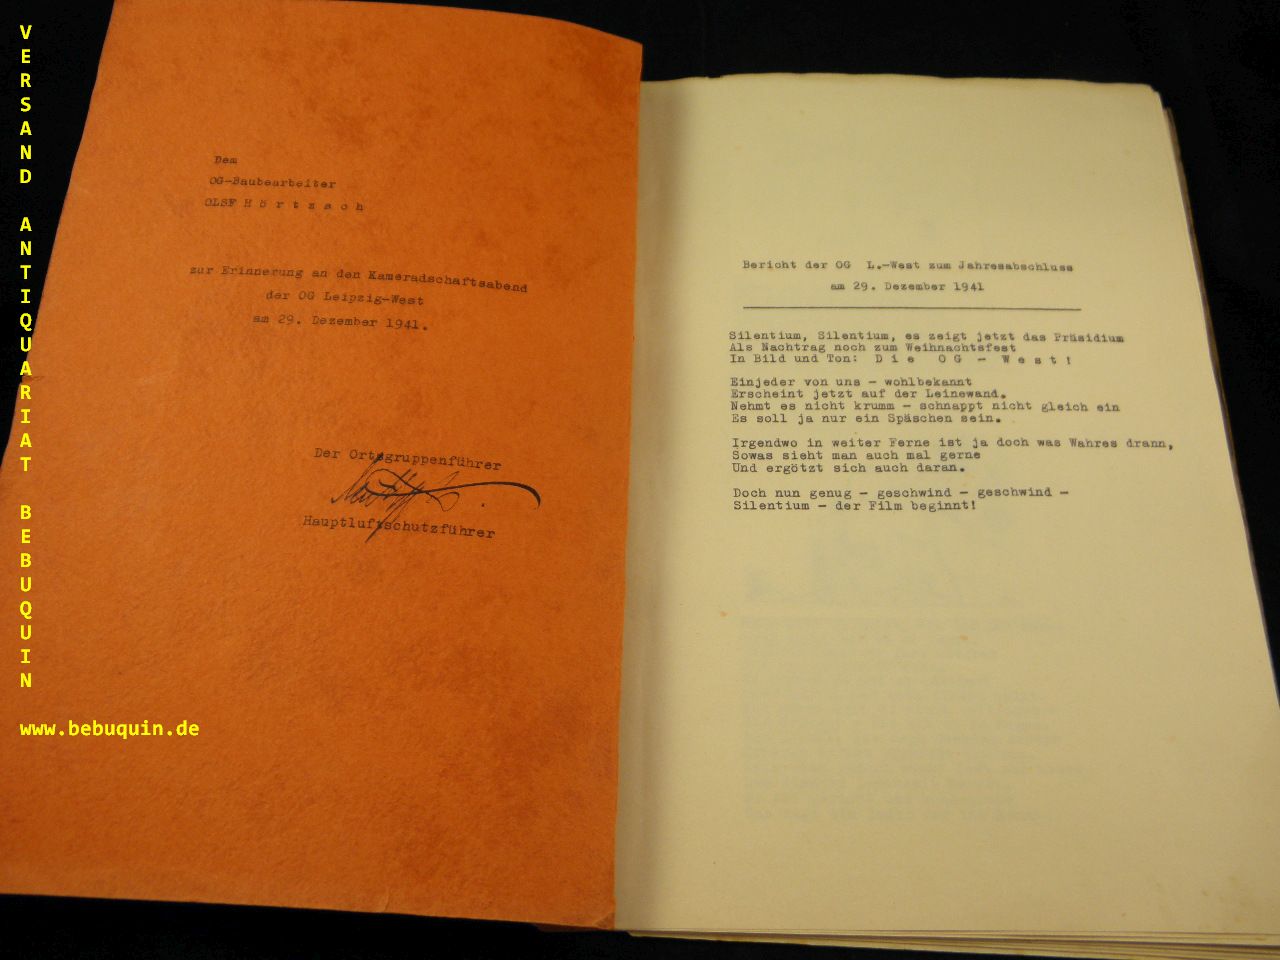 VERSAND ANTIQUARIAT BEBUQUIN
www.bebuquin.de
Dem
OG-Baubearbeiter
OLSF H ö r t z s c h
zur Erinnerung an den Kameradschaftsabend
der OG Leipzig-West
am 29. Dezember 1941.
Der Ortsgruppenführer
Hauptluftschutzführer
Bericht der OG L.-West zum Jahresabschluss
am 29. Dezember 1941
Silentium, Silentium, es zeigt jetzt das Präsidium
Als Nachtrag noch zum Weihnachtsfest
In Bild und Ton: D i e O G - W e s t !
Einjeder von uns - wohlbekannt
Erscheint jetzt auf der Leinewand.
Nehmt es nicht krumm - schnappt nicht gleich ein
Es soll ja nur ein Späschen sein.
Irgendwo in weiter Ferne ist ja doch was Wahres drann,
Sowas sieht man auch mal gerne
Und ergötzt sich auch daran.
Doch nun genug - geschwind - geschwind -
Silentium - der Film beginnt!